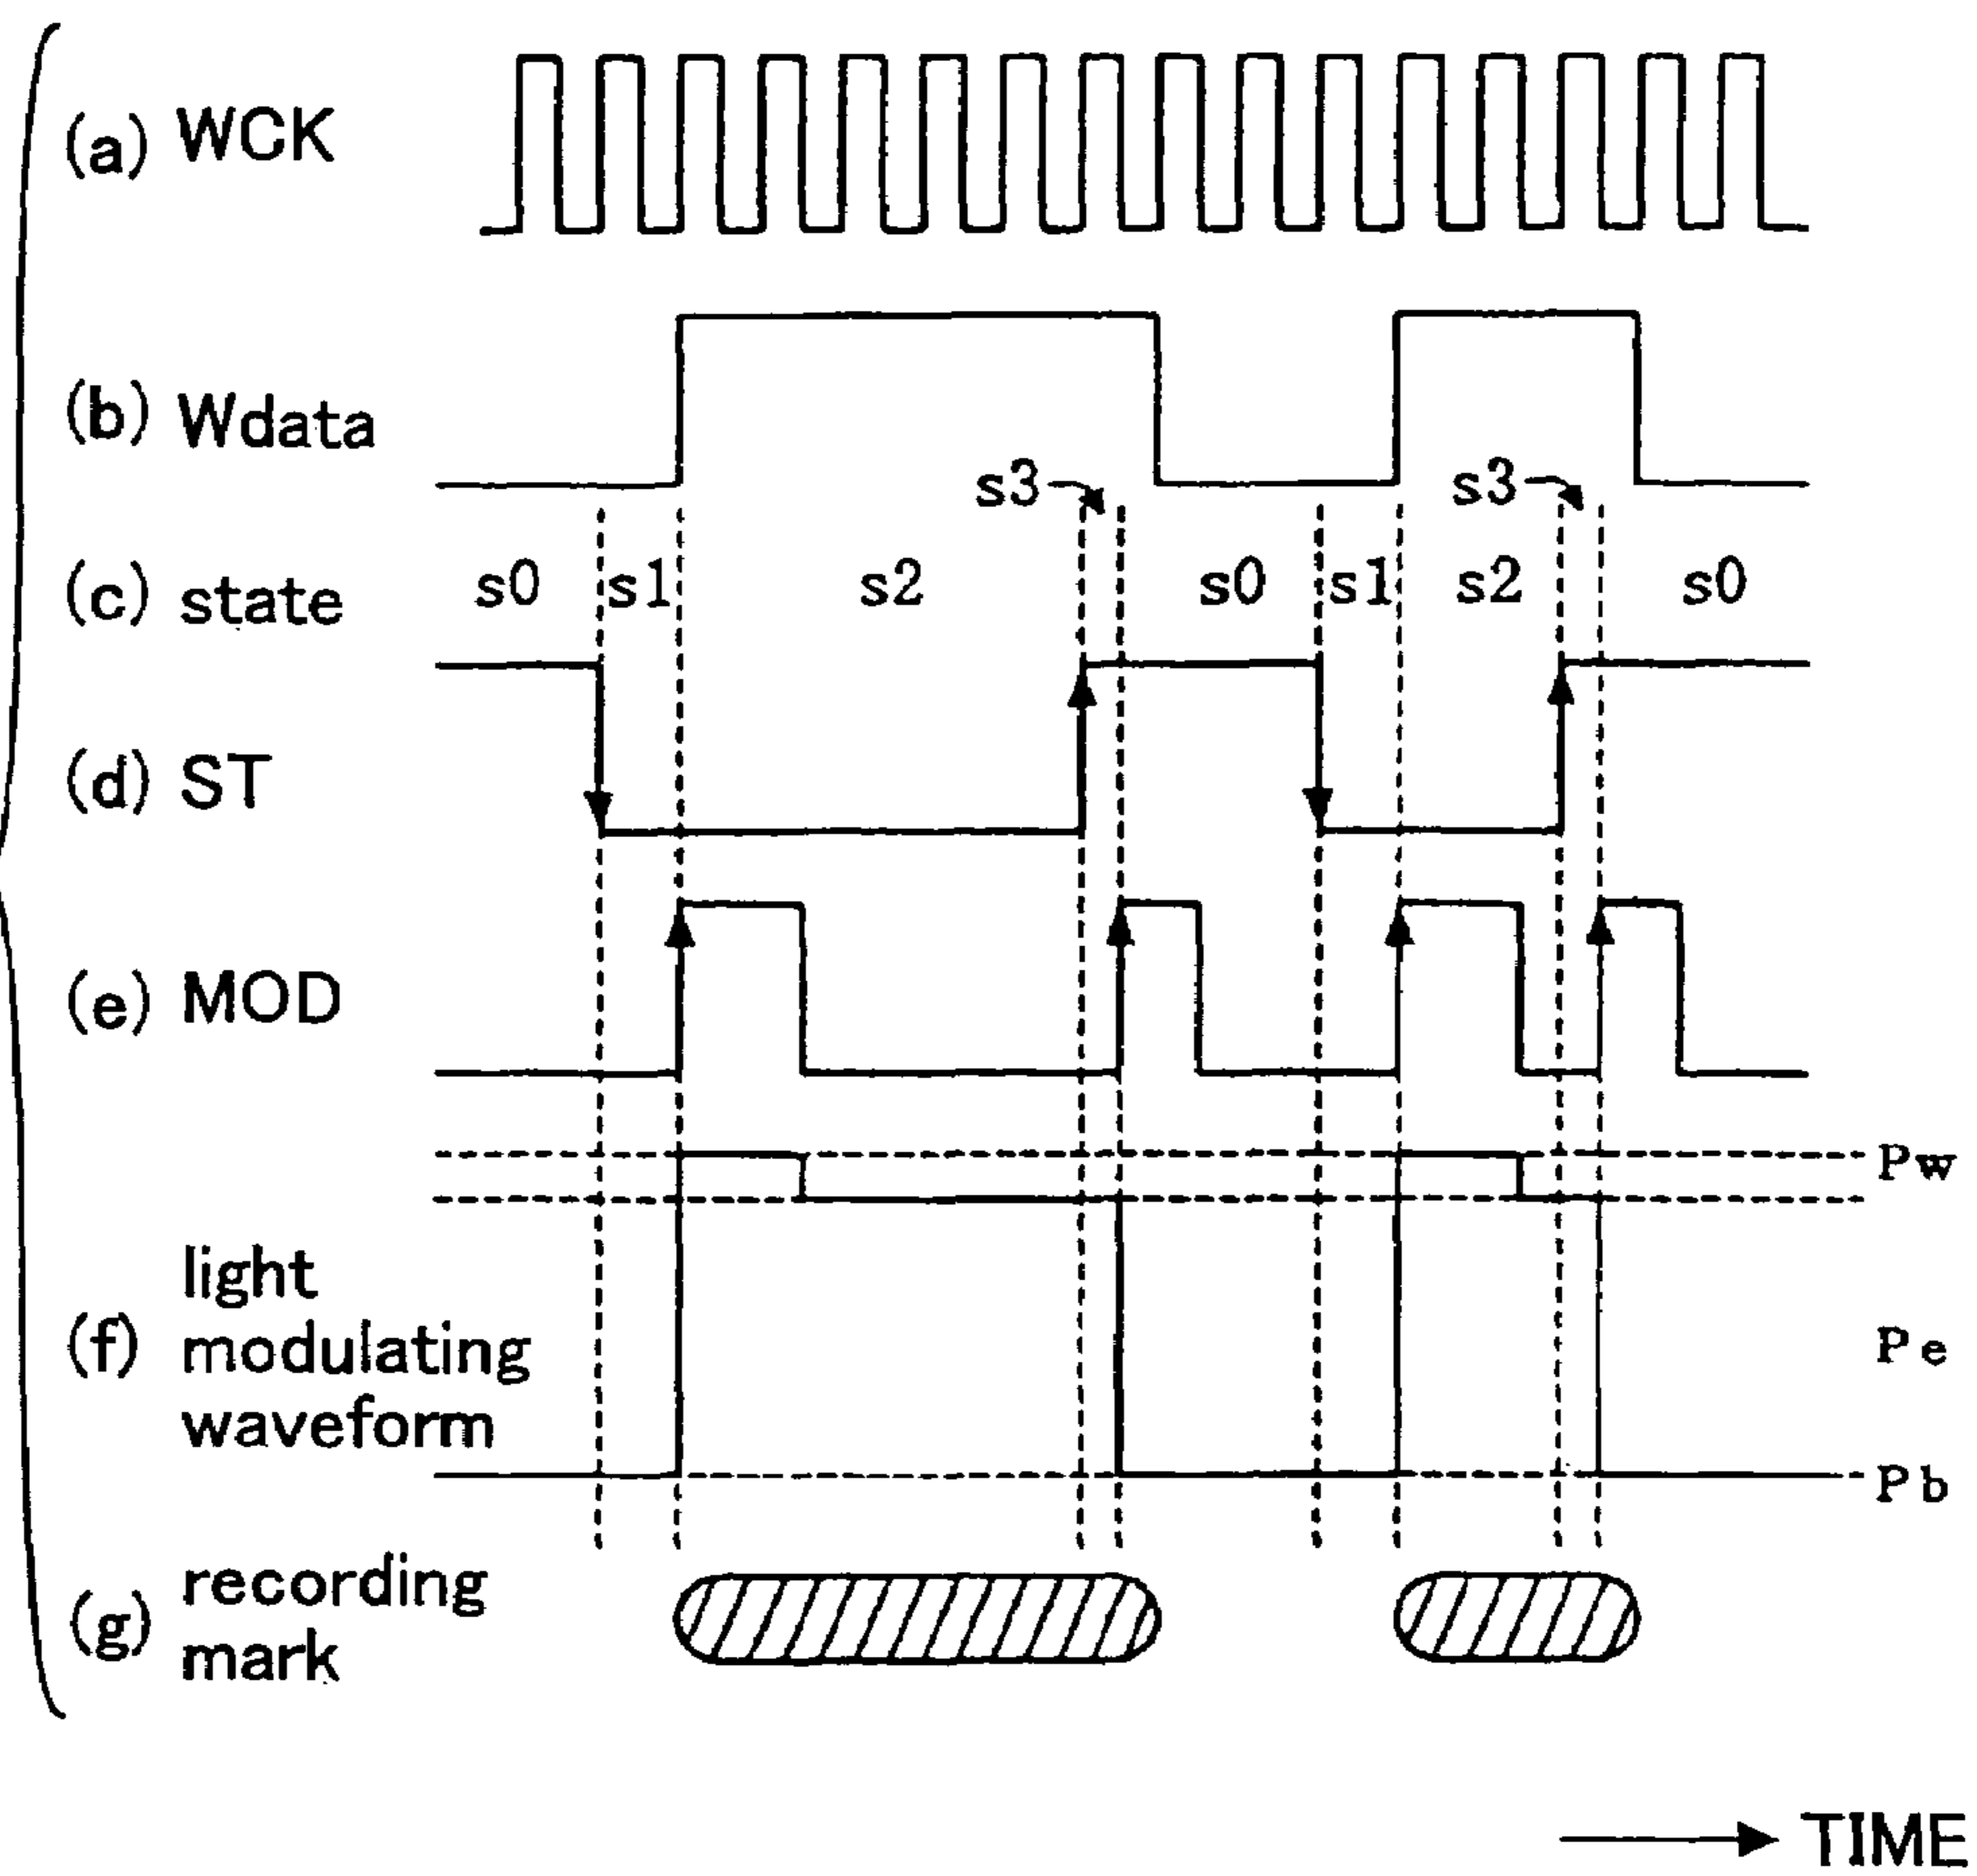 (a) WCK
(b) Wdata
s3 s3
(c) state s0 s1 s2 s0 s1 s2 s0
(d) ST
(e) MOD
Pw
(f) light modulating waveform
Pe
Pb
(g) recording mark
TIME